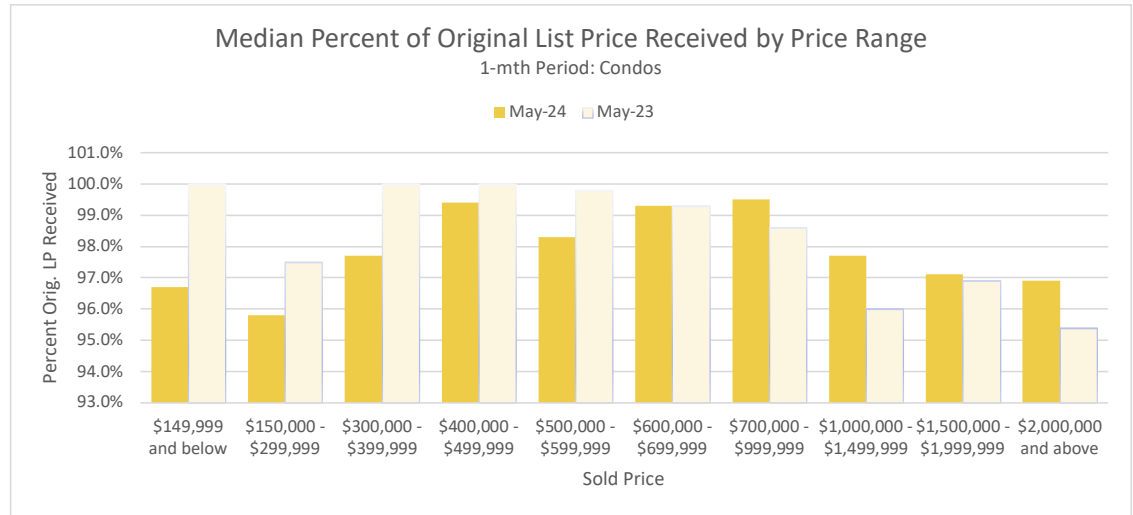 Median Percent of Original List Price Received by Price Range
1-mth Period: Condos
May-24 May-23
Percent Orig. LP Received
101.0%
100.0%
99.0%
98.0%
97.0%
96.0%
95.0%
94.0%
93.0%
$149,999 and below
$150,000 - $299,999
$300,000 - $399,999
$400,000 - $499,999
$500,000 - $599,999
$600,000 - $699,999
$700,000 - $999,999
$1,000,000 - $1,499,999
$1,500,000 - $1,999,999
$2,000,000 and above
Sold Price